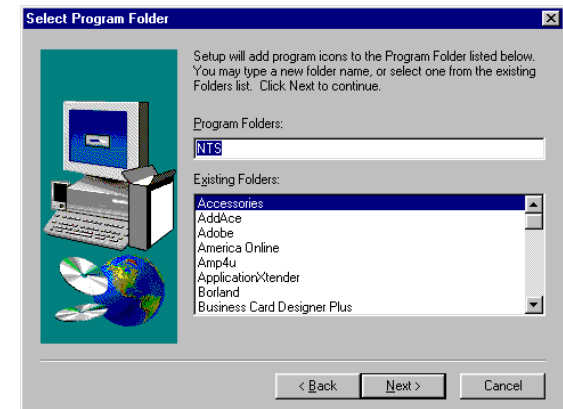 Select Program Folder
Setup will add program icons to the Program Folder listed below.
You may type a new folder name, or select one from the existing
Folders list. Click Next to continue.
Program Folders:
NTS
Existing Folders:
Accessories
AddAce
Adobe
America Online
Amp4u
ApplicationXtender
Borland
Business Card Designer Plus
< Back
Next >
Cancel